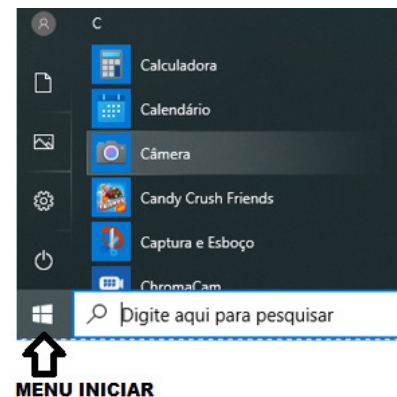 C
Calculadora
Calendário
Câmera
Candy Crush Friends
Captura e Esboço
ChromaCam
Digite aqui para pesquisar
MENU INICIAR